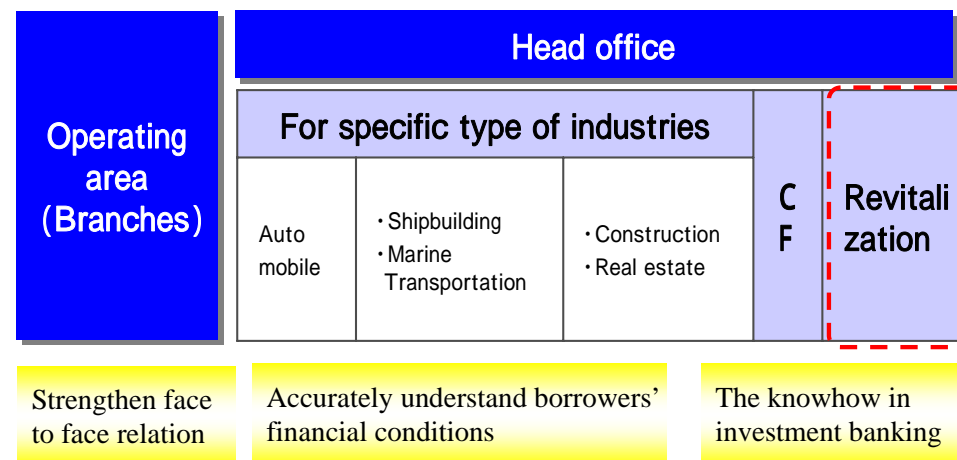 Head office
Operating
area
(Branches)
For specific type of industries
C
F
Revitali
zation
Auto
mobile
・Shipbuilding
・Marine
Transportation
・Construction
・Real estate
Strengthen face
to face relation
Accurately understand borrowers’
financial conditions
The knowhow in
investment banking